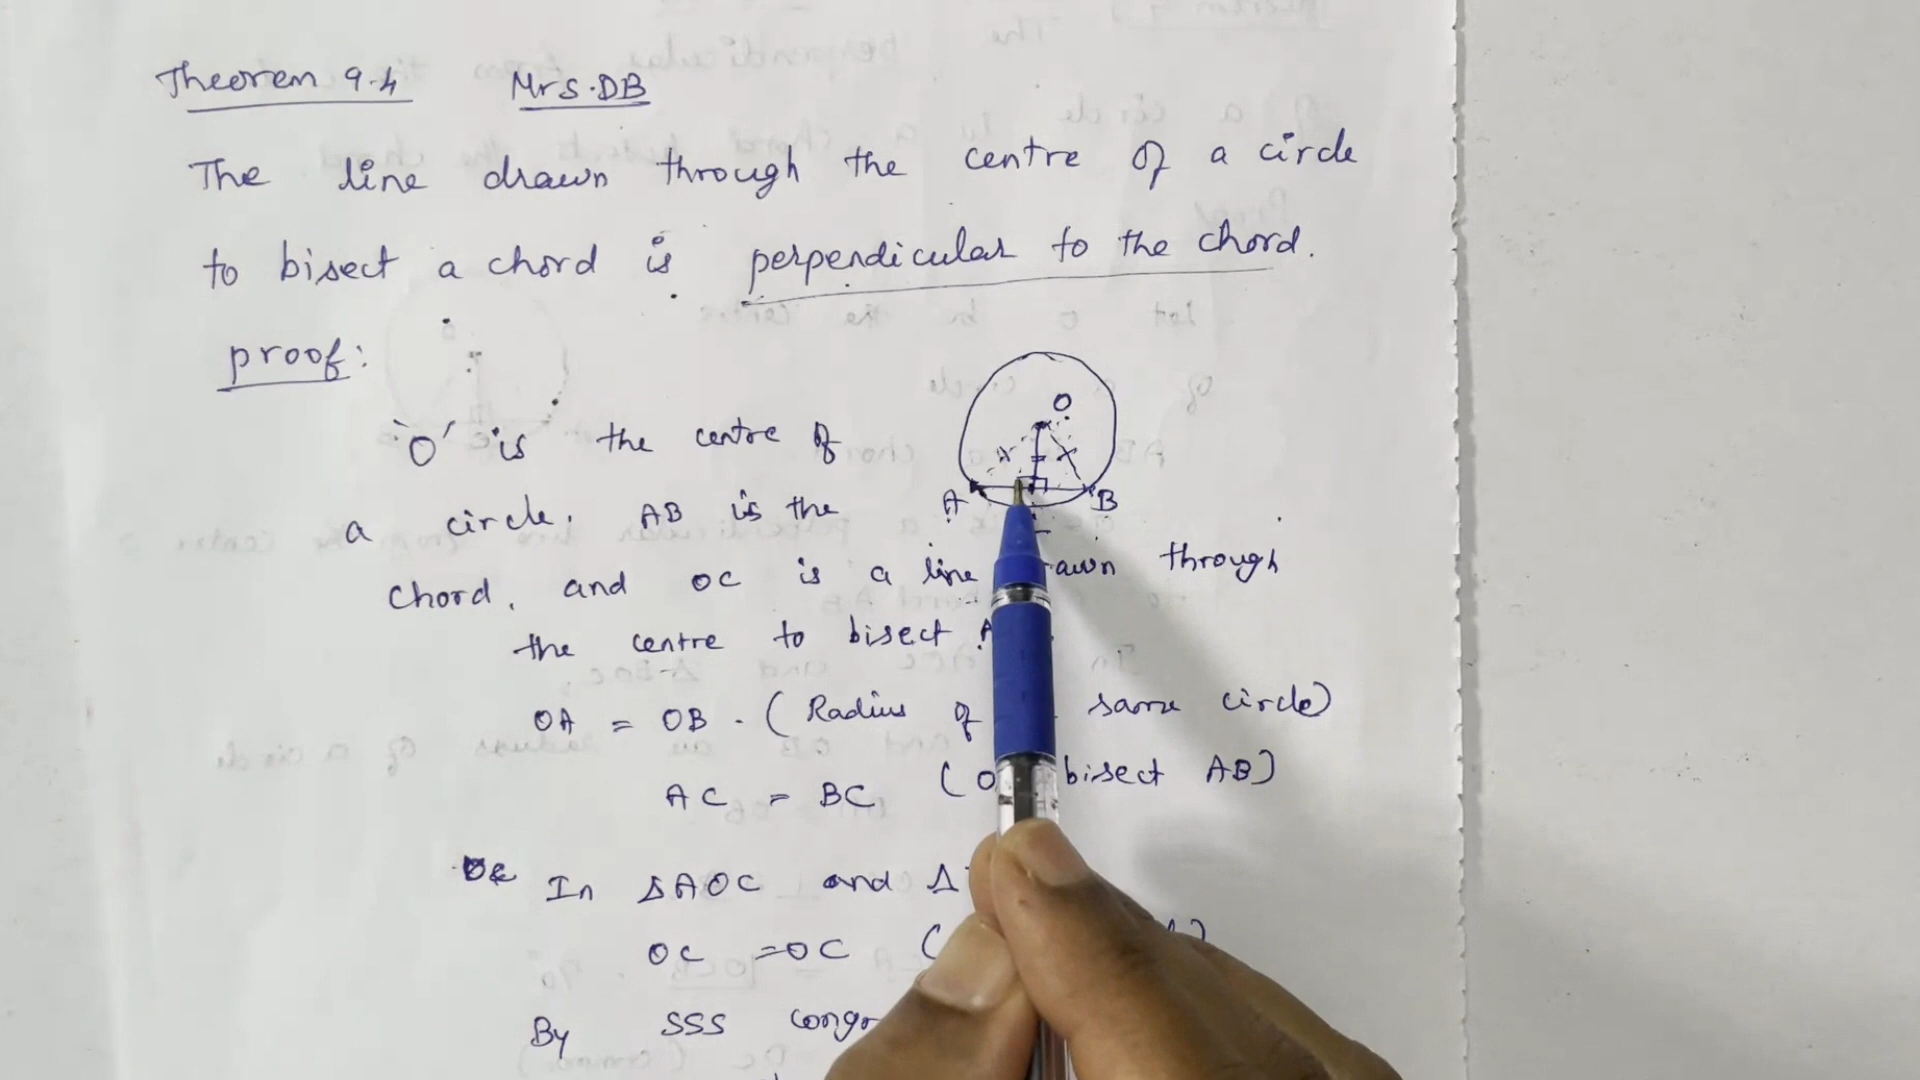 Theorem 9.4 Mrs.DB
The line drawn through the centre of a circle
to bisect a chord is perpendicular to the chord.
proof:
'O' is the centre of
a circle. AB is the
chord, and OC is a line through
the centre to bisect
OA = OB. (Radius of same circle)
AC = BC. ( bisect AB)
In ΔAOC and Δ
OC = OC (
By SSS
O
A B